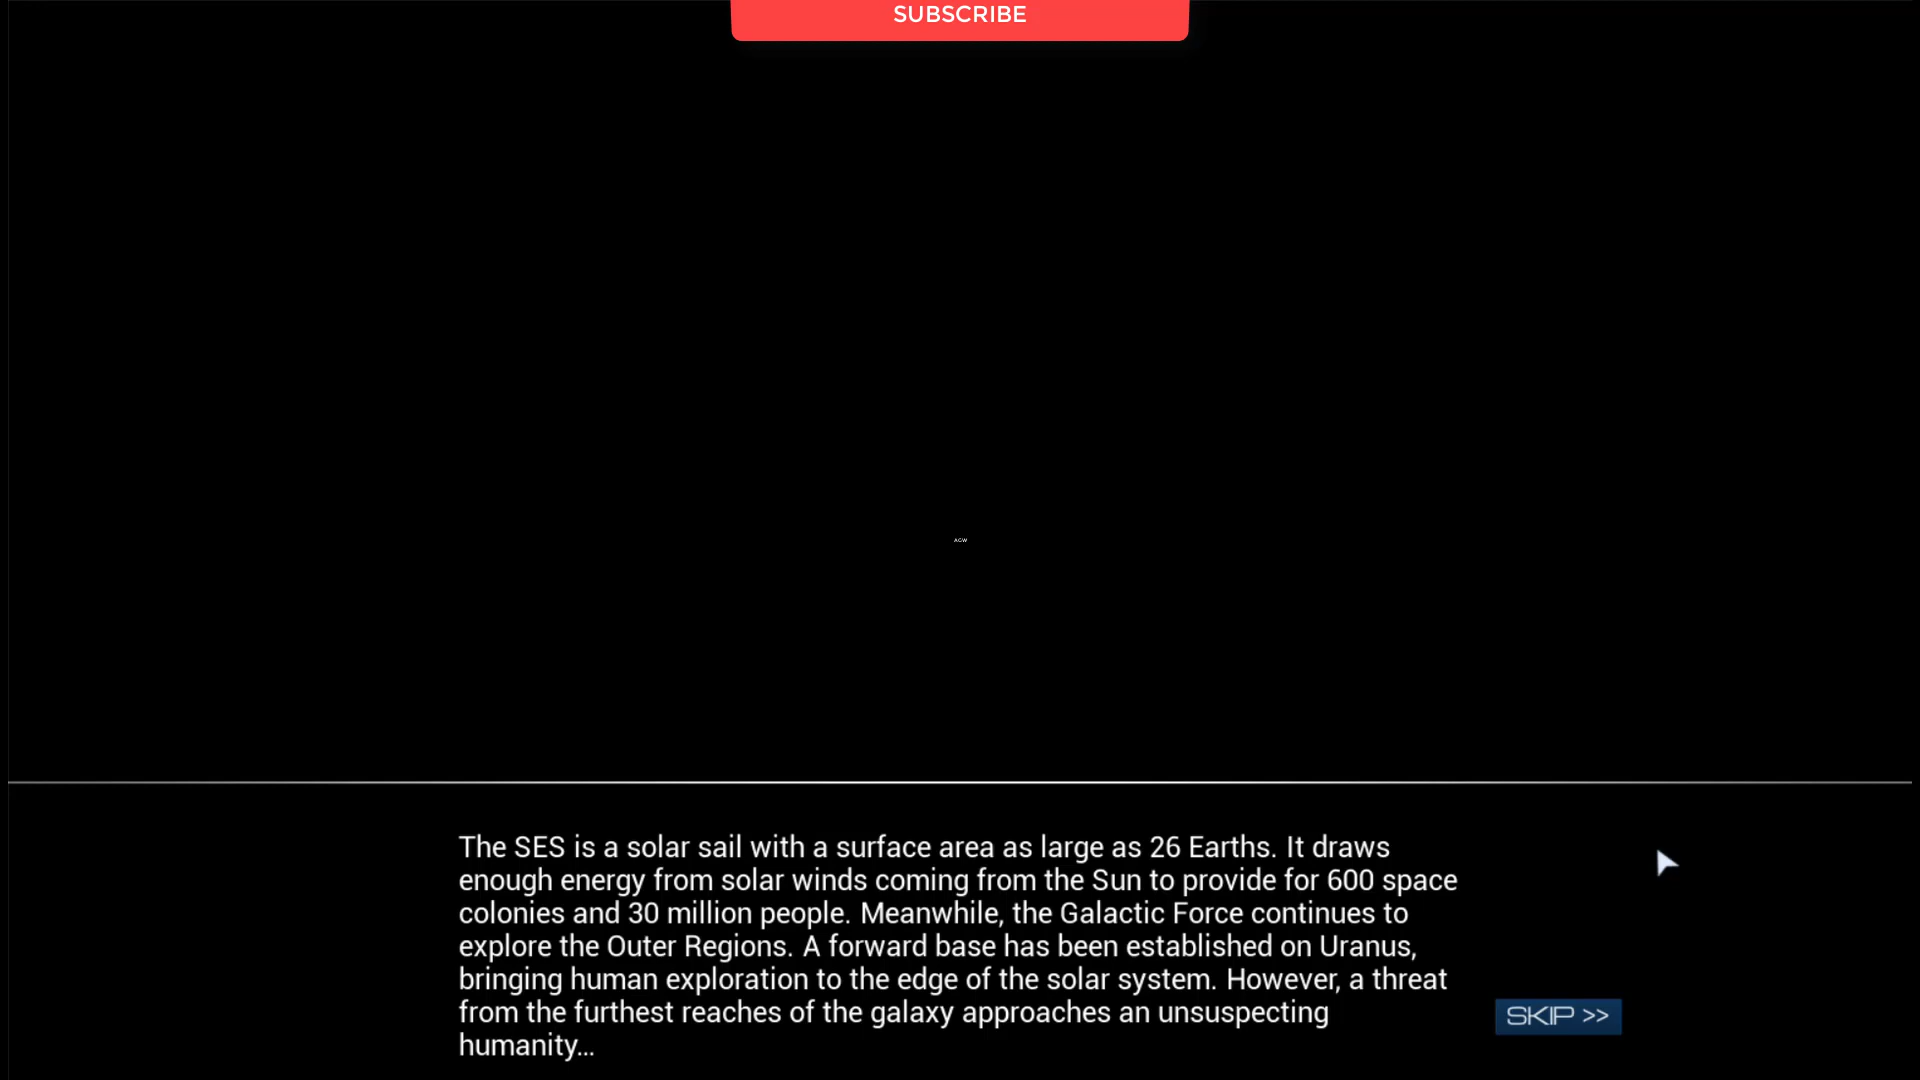 SUBSCRIBE
AGW
The SES is a solar sail with a surface area as large as 26 Earths. It draws
enough energy from solar winds coming from the Sun to provide for 600 space
colonies and 30 million people. Meanwhile, the Galactic Force continues to
explore the Outer Regions. A forward base has been established on Uranus,
bringing human exploration to the edge of the solar system. However, a threat
from the furthest reaches of the galaxy approaches an unsuspecting
humanity...
SKIP >>